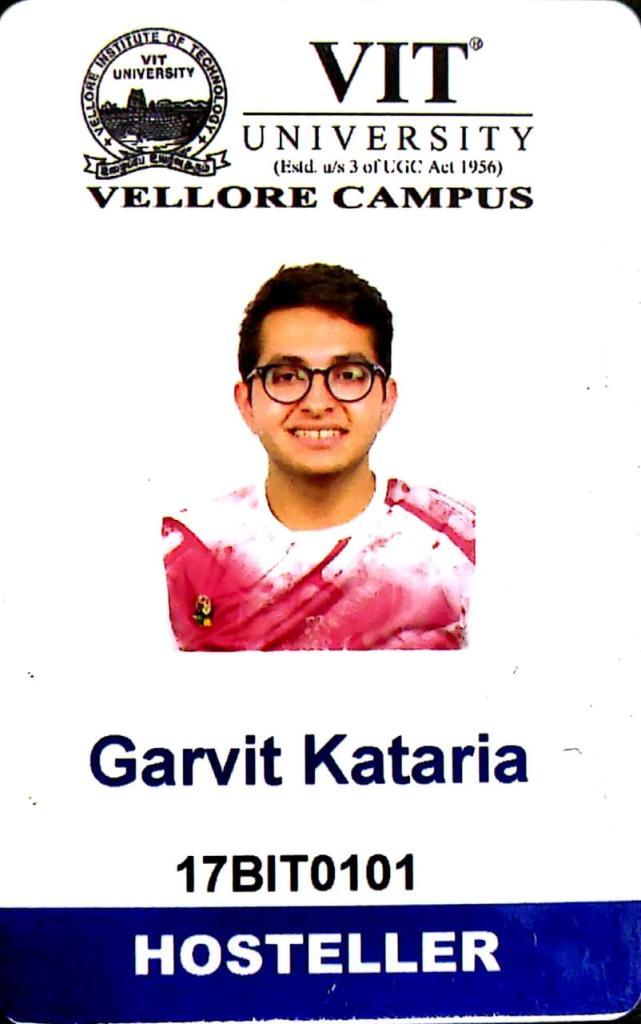 VELLORE INSTITUTE OF TECHNOLOGY
VIT
UNIVERSITY
VIT®
UNIVERSITY
(Estd. u/s 3 of UGC Act 1956)
VELLORE CAMPUS
Garvit Kataria
17BIT0101
HOSTELLER